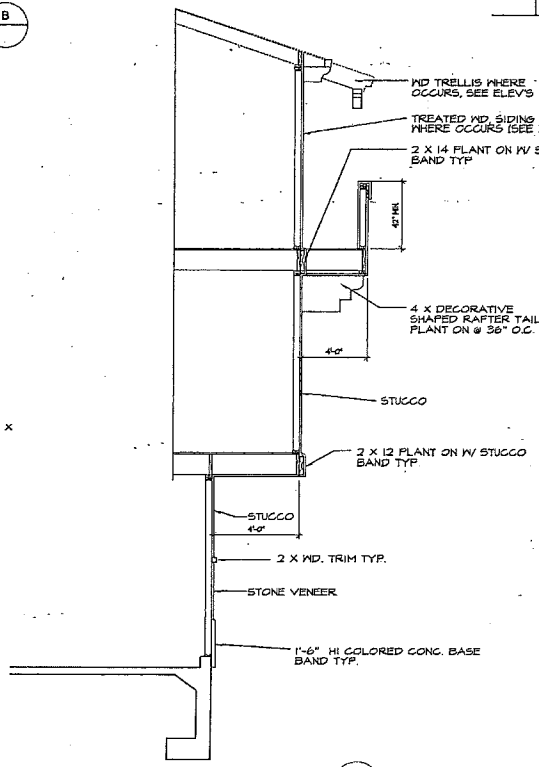 B
WD TRELLIS WHERE
OCCURS, SEE ELEV'S
TREATED WD. SIDING
WHERE OCCURS (SEE
2 X 14 PLANT ON W/ S
BAND TYP
42" MIN.
4 X DECORATIVE
SHAPED RAFTER TAIL
PLANT ON @ 36" O.C.
4'-0"
STUCCO
2 X 12 PLANT ON W/ STUCCO
BAND TYP
STUCCO
4'-0"
2 X WD. TRIM TYP.
STONE VENEER
1'-6" HI COLORED CONC. BASE
BAND TYP.
X